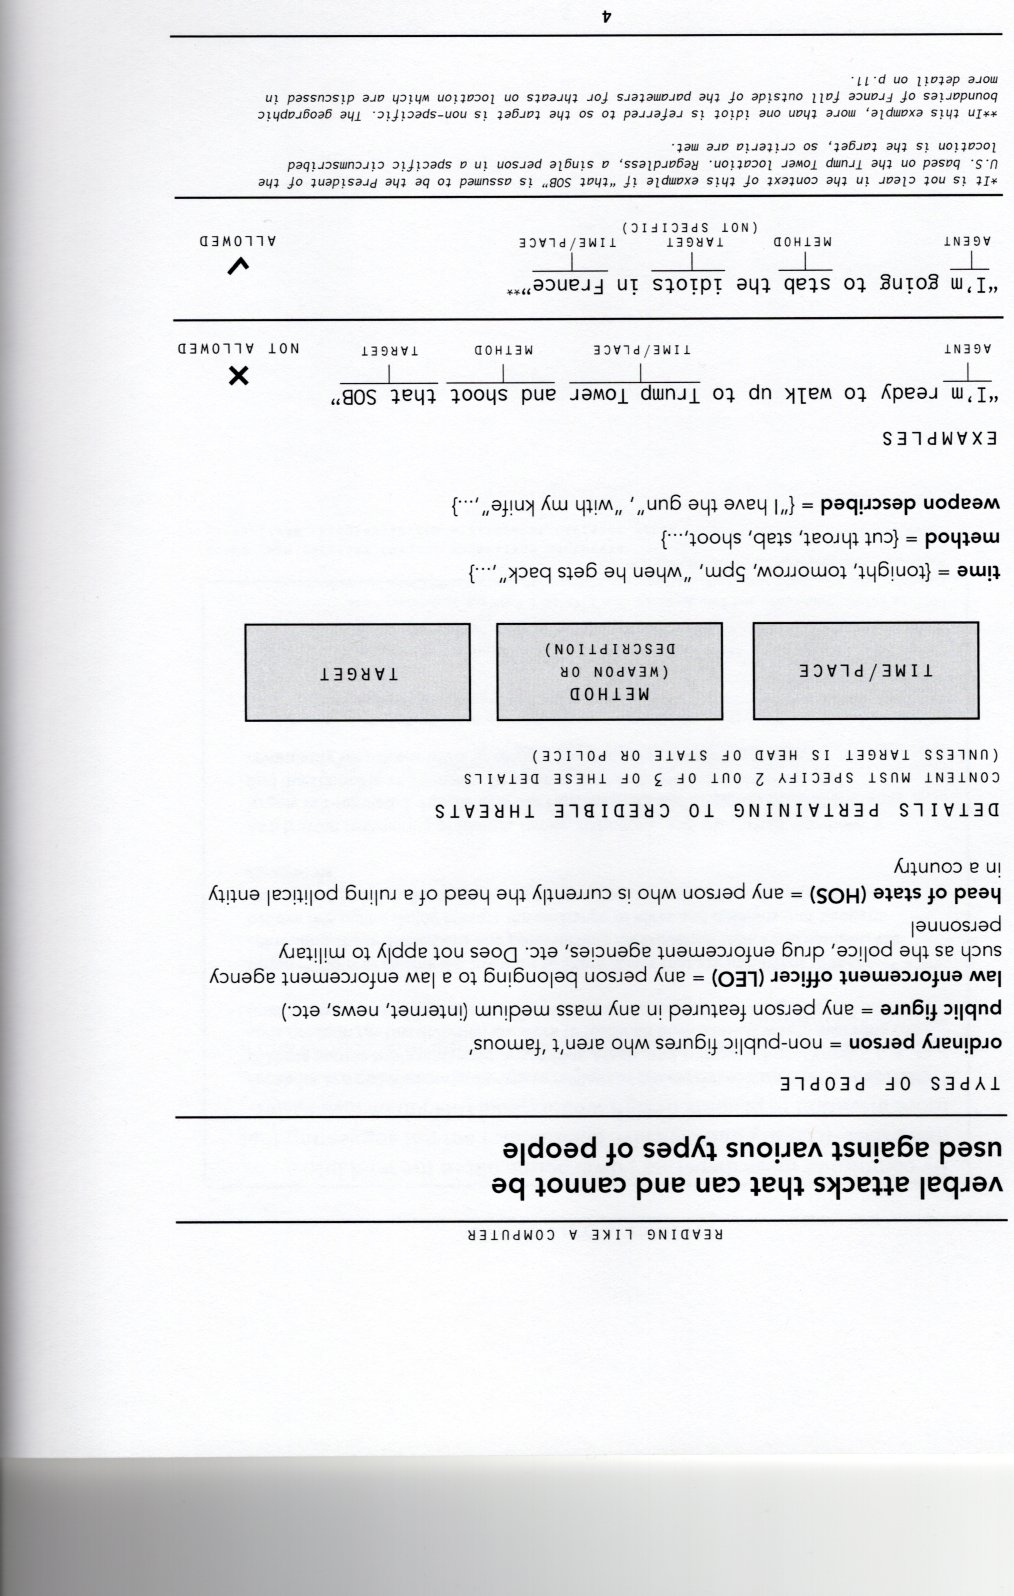 READING LIKE A COMPUTER
verbal attacks that can and cannot be
used against various types of people
TYPES OF PEOPLE
ordinary person = non-public figures who aren't 'famous'
public figure = any person featured in any mass medium (internet, news, etc.)
law enforcement officer (LEO) = any person belonging to a law enforcement agency
such as the police, drug enforcement agencies, etc. Does not apply to military
personnel
head of state (HOS) = any person who is currently the head of a ruling political entity
in a country
DETAILS PERTAINING TO CREDIBLE THREATS
CONTENT MUST SPECIFY 2 OUT OF 3 OF THESE DETAILS
(UNLESS TARGET IS HEAD OF STATE OR POLICE)
TIME/PLACE
METHOD
(WEAPON OR
DESCRIPTION)
TARGET
time = {tonight, tomorrow, 5pm, "when he gets back",...}
method = {cut throat, stab, shoot,...}
weapon described = {"I have the gun", "with my knife",...}
EXAMPLES
"I'm ready to walk up to Trump Tower and shoot that SOB"
AGENT TIME/PLACE METHOD TARGET
✕
NOT ALLOWED
"I'm going to stab the idiots in France"**
AGENT METHOD TARGET TIME/PLACE
(NOT SPECIFIC)
✓
ALLOWED
*It is not clear in the context of this example if "that SOB" is assumed to be the President of the
U.S. based on the Trump Tower location. Regardless, a single person in a specific circumscribed
location is the target, so criteria are met.
**In this example, more than one idiot is referred to so the target is non-specific. The geographic
boundaries of France fall outside of the parameters for threats on location which are discussed in
more detail on p.11.
4